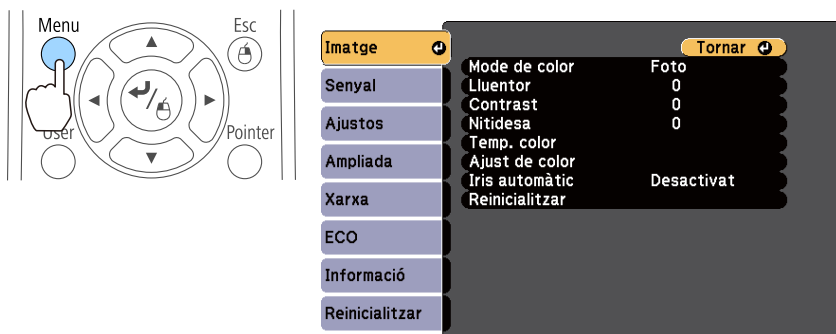 Menu
Esc
User
Pointer
Imatge
Senyal
Ajustos
Ampliada
Xarxa
ECO
Informació
Reinicialitzar
Tornar
Mode de color Foto
Lluentor 0
Contrast 0
Nitidesa 0
Temp. color
Ajust de color
Iris automàtic Desactivat
Reinicialitzar